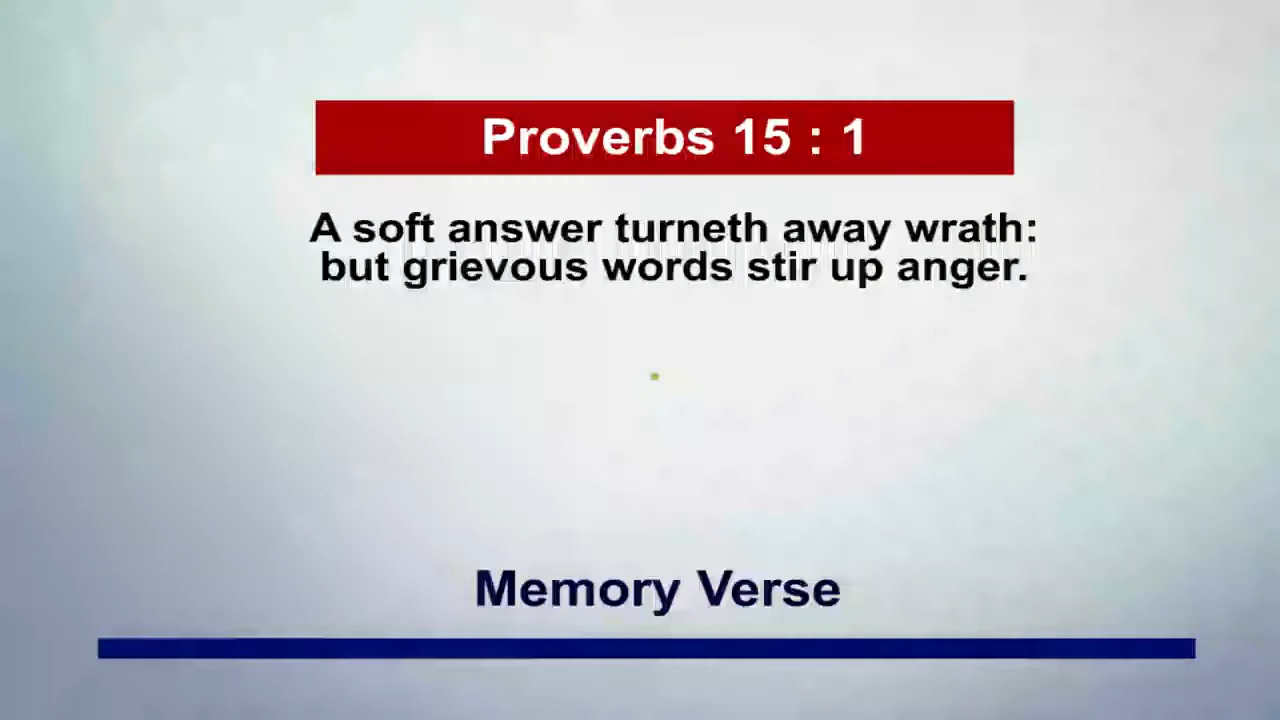 Proverbs 15 : 1
A soft answer turneth away wrath:
but grievous words stir up anger.
Memory Verse